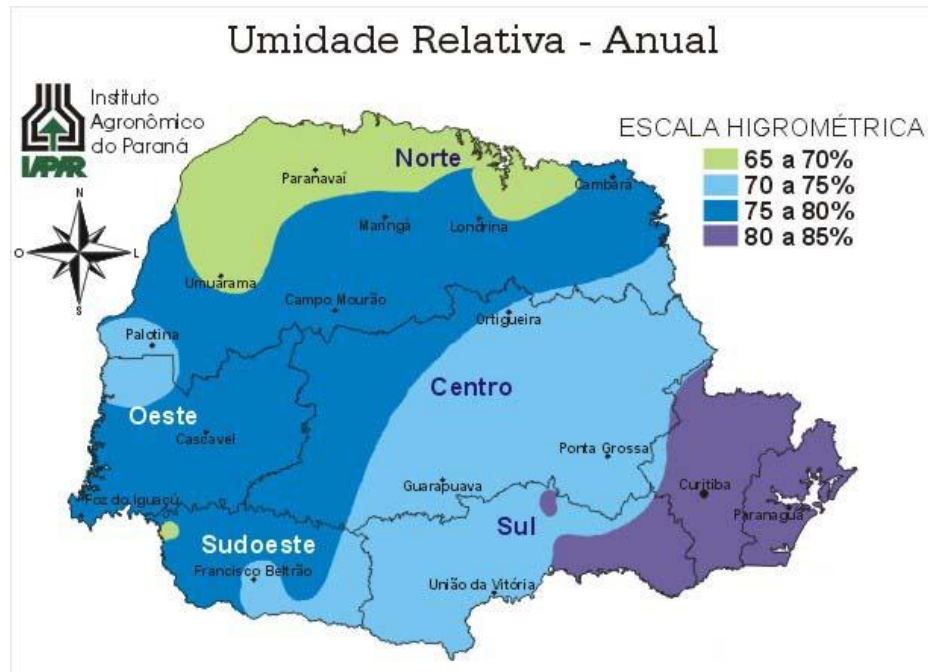 Umidade Relativa - Anual
Instituto
Agronômico
do Paraná
IAPAR
N
O
L
S
ESCALA HIGROMÉTRICA
65 a 70%
70 a 75%
75 a 80%
80 a 85%
Norte
Paranavaí
Cambará
Maringá
Londrina
Umuarama
Campo Mourão
Ortigueira
Palotina
Centro
Oeste
Cascavel
Ponta Grossa
Guarapuava
Curitiba
Foz do Iguaçú
Paranaguá
Sul
Sudoeste
Francisco Beltrão
União da Vitória